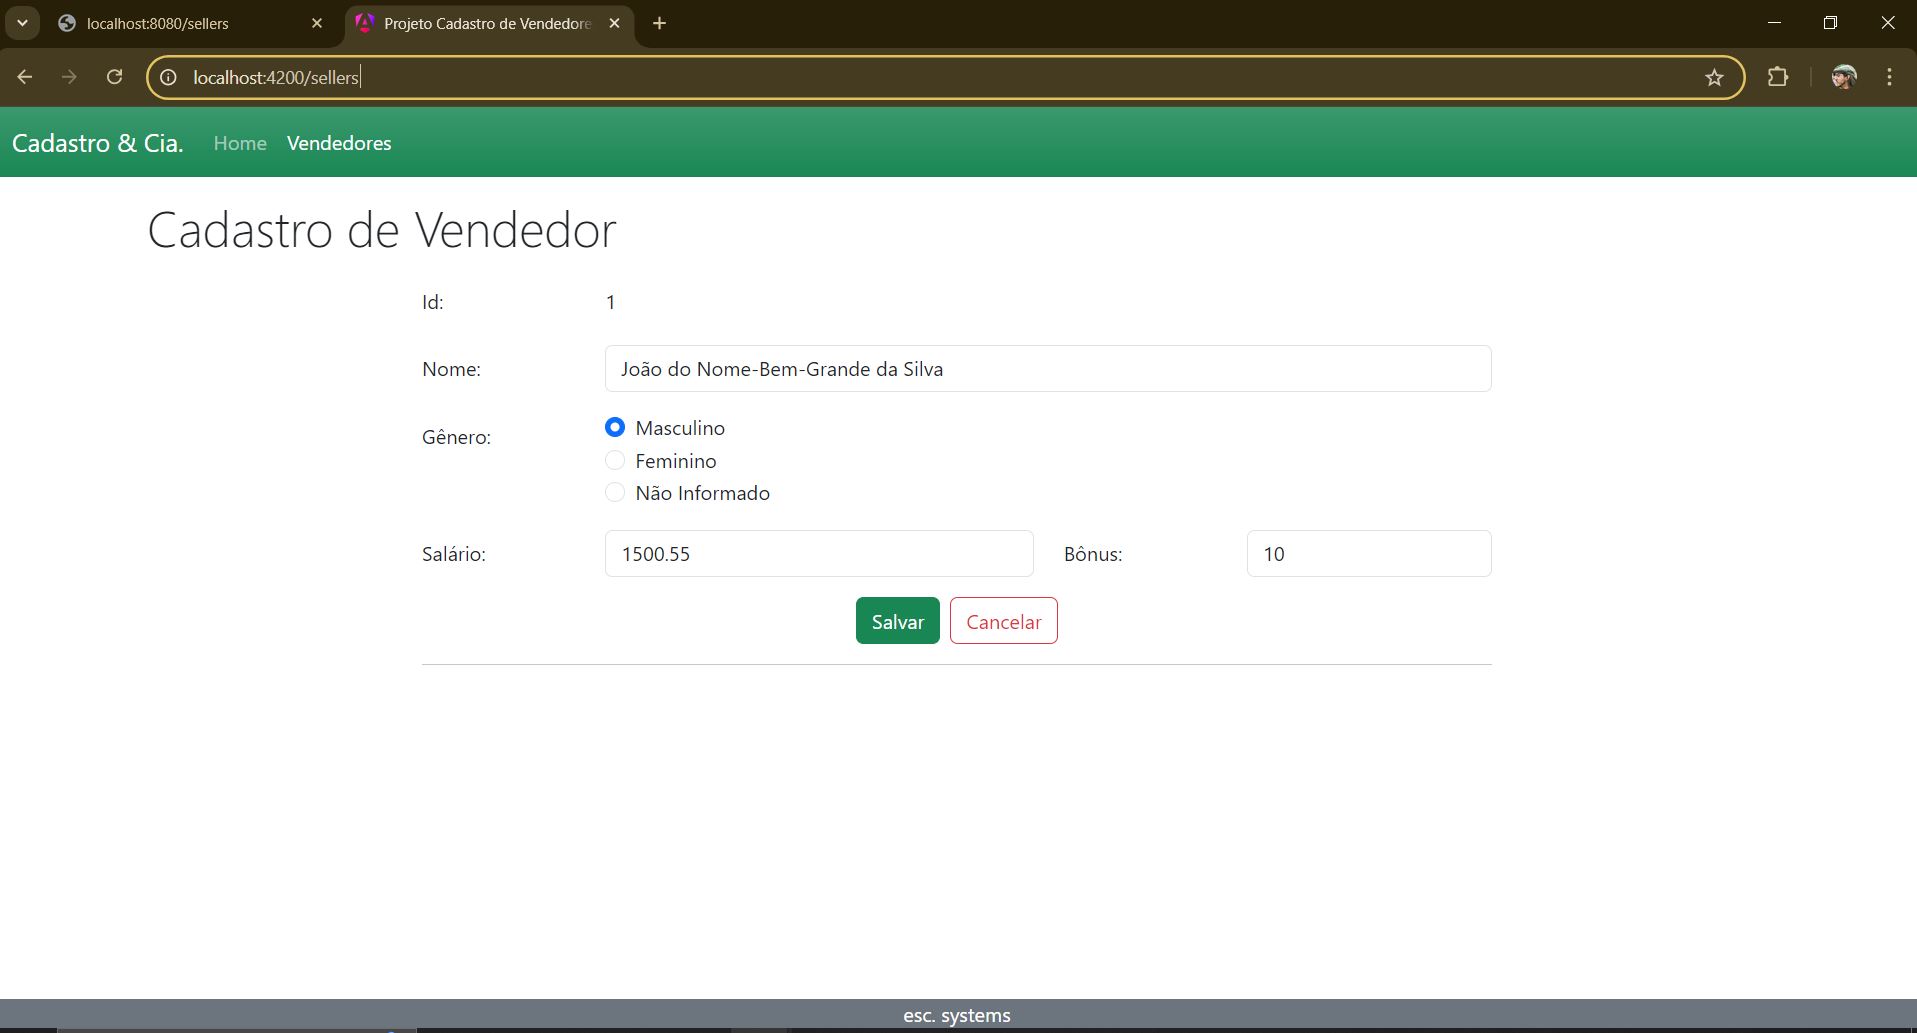 localhost:8080/sellers
Projeto Cadastro de Vendedore
localhost:4200/sellers
Cadastro & Cia. Home Vendedores
Cadastro de Vendedor
Id: 1
Nome: João do Nome-Bem-Grande da Silva
Gênero: Masculino
Feminino
Não Informado
Salário: 1500.55 Bônus: 10
Salvar Cancelar
esc. systems